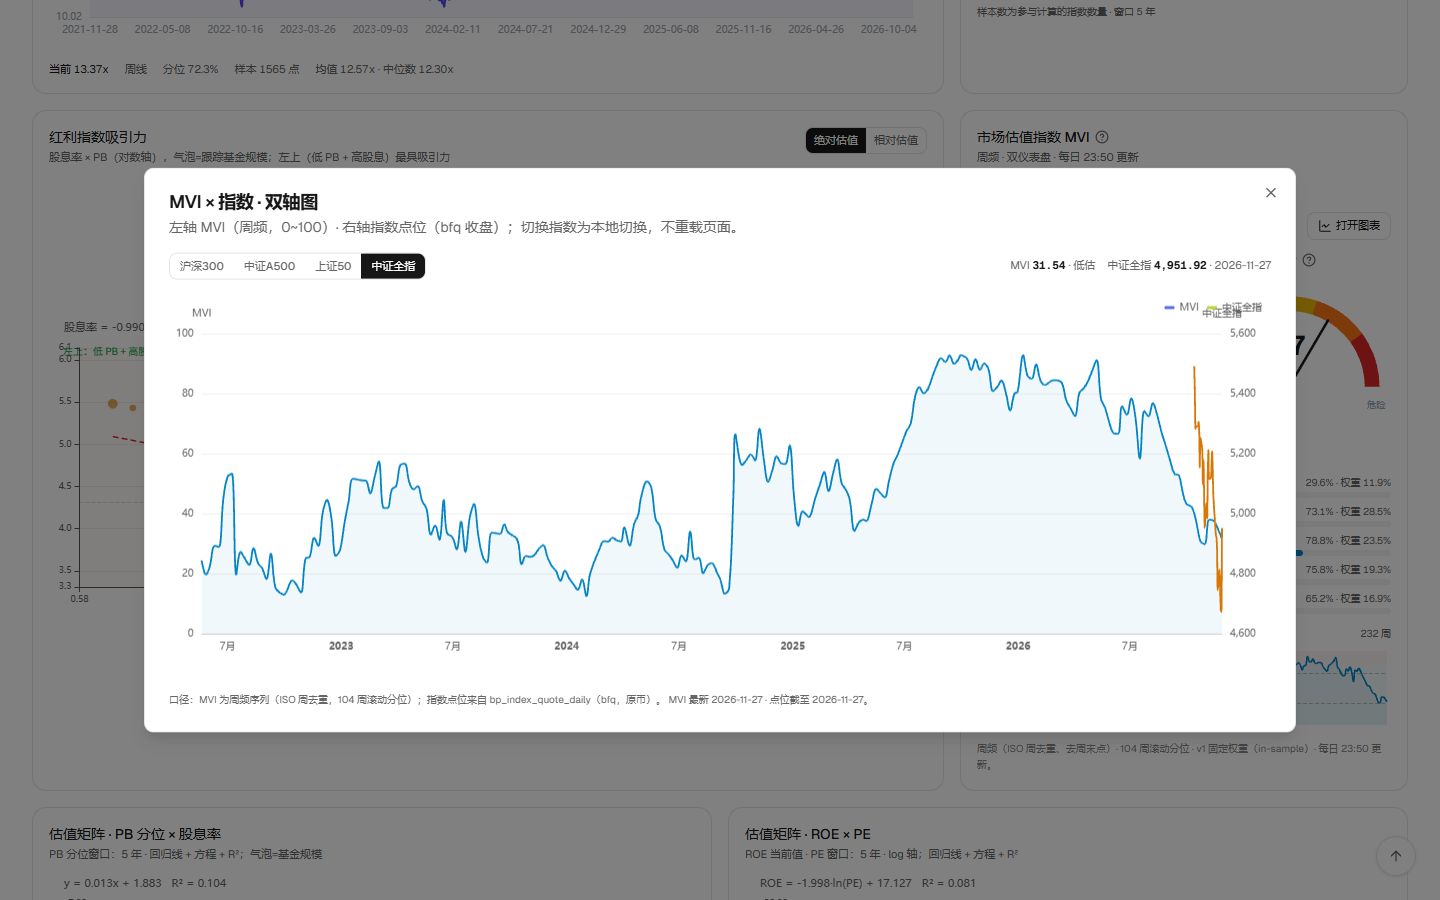 10.02
2021-11-28 2022-05-08 2022-10-16 2023-03-26 2023-09-03 2024-02-11 2024-07-21 2024-12-29 2025-06-08 2025-11-16 2026-04-26 2026-10-04
当前 13.37x 周线 分位 72.3% 样本 1565 点 均值 12.57x · 中位数 12.30x
样本数为参与计算的指数数量 · 窗口 5 年
红利指数吸引力
股息率 × PB（对数轴），气泡=跟踪基金规模；左上（低 PB + 高股息）最具吸引力
绝对估值 相对估值
市场估值指数 MVI
周频 · 双仪表盘 · 每日 23:50 更新
打开图表
MVI × 指数 · 双轴图
左轴 MVI（周频，0~100）· 右轴指数点位（bfq 收盘）；切换指数为本地切换，不重载页面。
沪深300 中证A500 上证50 中证全指
MVI 31.54 · 低估 中证全指 4,951.92 · 2026-11-27
MVI
MVI 中证全指
中证全指
100
80
60
40
20
0
5,600
5,400
5,200
5,000
4,800
4,600
7月 2023 7月 2024 7月 2025 7月 2026 7月
口径：MVI 为周频序列（ISO 周去重，104 周滚动分位）；指数点位来自 bp_index_quote_daily（bfq，原币）。 MVI 最新 2026-11-27 · 点位截至 2026-11-27。
股息率 = -0.990
左上：低 PB + 高股
6.1
6.0
5.5
5.0
4.5
4.0
3.5
3.3
0.58
7
危险
29.6% · 权重 11.9%
73.1% · 权重 28.5%
78.8% · 权重 23.5%
75.8% · 权重 19.3%
65.2% · 权重 16.9%
232 周
周频（ISO 周去重、去周末点）· 104 周滚动分位 · v1 固定权重（in-sample）· 每日 23:50 更
新。
估值矩阵 · PB 分位 × 股息率
PB 分位窗口：5 年 · 回归线 + 方程 + R²；气泡=基金规模
y = 0.013x + 1.883 R² = 0.104
估值矩阵 · ROE × PE
ROE 当前值 · PE 窗口：5 年 · log 轴；回归线 + 方程 + R²
ROE = -1.998·ln(PE) + 17.127 R² = 0.081